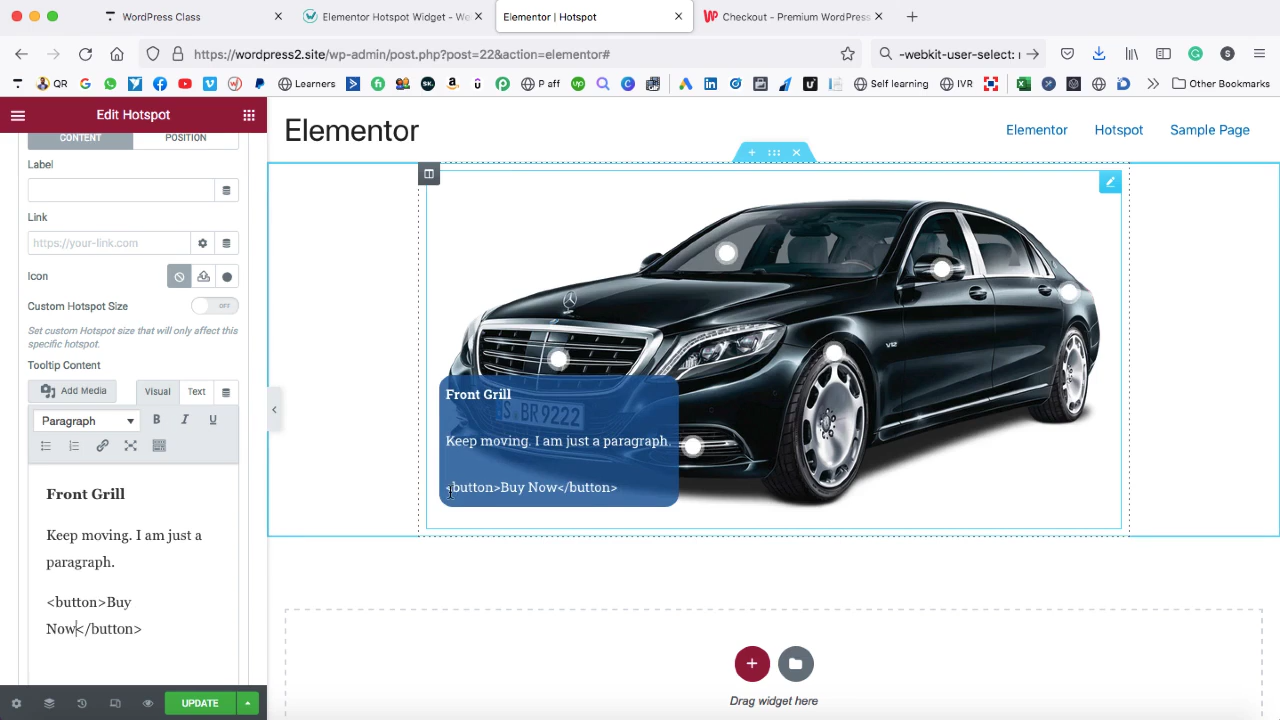 WordPress Class
Elementor Hotspot Widget - We
Elementor | Hotspot
Checkout - Premium WordPress
https://wordpress2.site/wp-admin/post.php?post=22&action=elementor#
-webkit-user-select: n
QR
Learners
P aff
Self learning
IVR
Other Bookmarks
Edit Hotspot
CONTENT
POSITION
Label
Link
https://your-link.com
Icon
Custom Hotspot Size
OFF
Set custom Hotspot size that will only affect this
specific hotspot.
Tooltip Content
Add Media
Visual
Text
Paragraph
B
I
U
Front Grill
Keep moving. I am just a
paragraph.
<button>Buy
Now</button>
UPDATE
Elementor
Elementor
Hotspot
Sample Page
V12
S BR 9222
Front Grill
Keep moving. I am just a paragraph.
<button>Buy Now</button>
Drag widget here